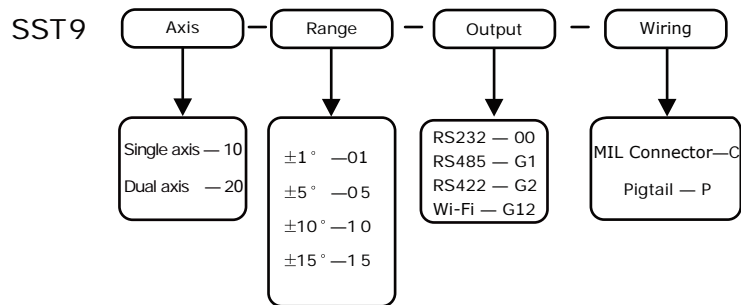 SST9 Axis — Range — Output — Wiring
Single axis — 10
Dual axis — 20
±1° —01
±5° —05
±10°—10
±15°—15
RS232 — 00
RS485 — G1
RS422 — G2
Wi-Fi — G12
MIL Connector—C
Pigtail — P